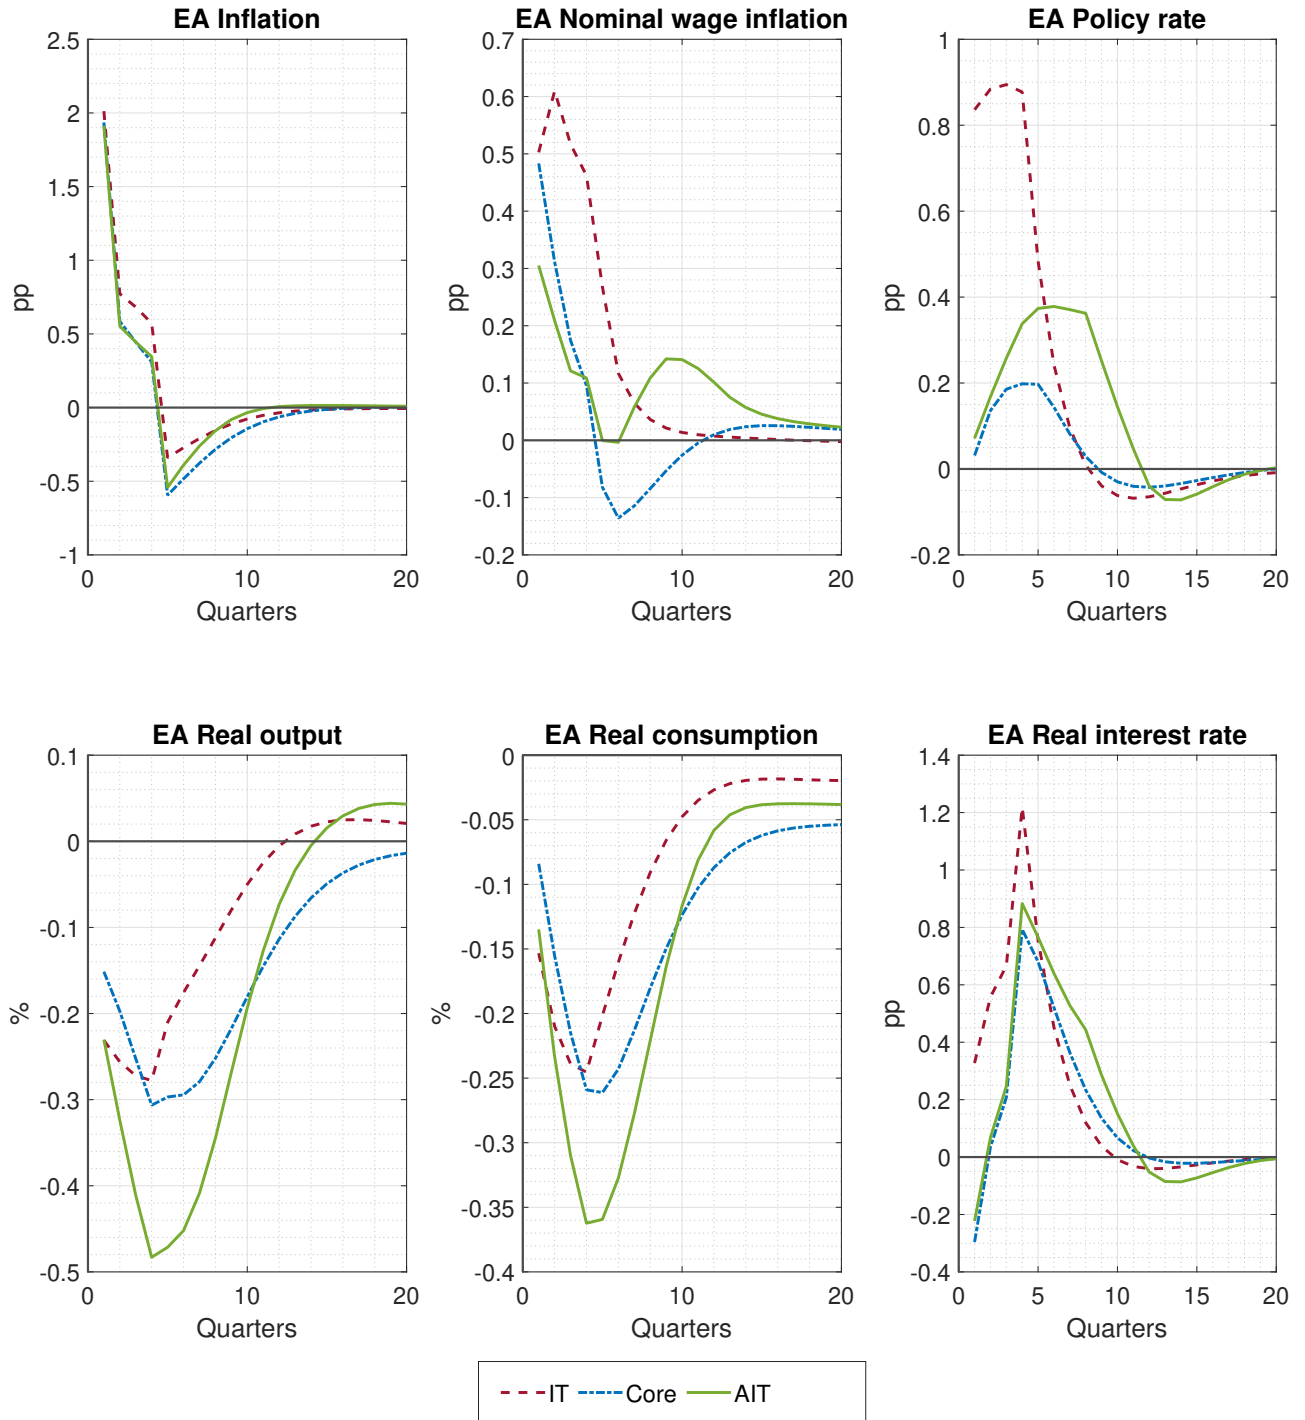 EA Inflation
2.5
2
1.5
1
0.5
0
-0.5
-1
pp
0 10 20
Quarters
EA Nominal wage inflation
0.7
0.6
0.5
0.4
0.3
0.2
0.1
0
-0.1
-0.2
pp
0 10 20
Quarters
EA Policy rate
1
0.8
0.6
0.4
0.2
0
-0.2
pp
0 5 10 15 20
Quarters
EA Real output
0.1
0
-0.1
-0.2
-0.3
-0.4
-0.5
%
0 10 20
Quarters
EA Real consumption
0
-0.05
-0.1
-0.15
-0.2
-0.25
-0.3
-0.35
-0.4
%
0 10 20
Quarters
EA Real interest rate
1.4
1.2
1
0.8
0.6
0.4
0.2
0
-0.2
-0.4
pp
0 5 10 15 20
Quarters
IT Core AIT